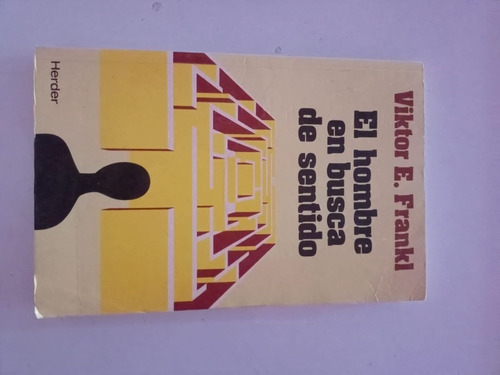 Viktor E. Frankl
El hombre
en busca
de sentido
Herder